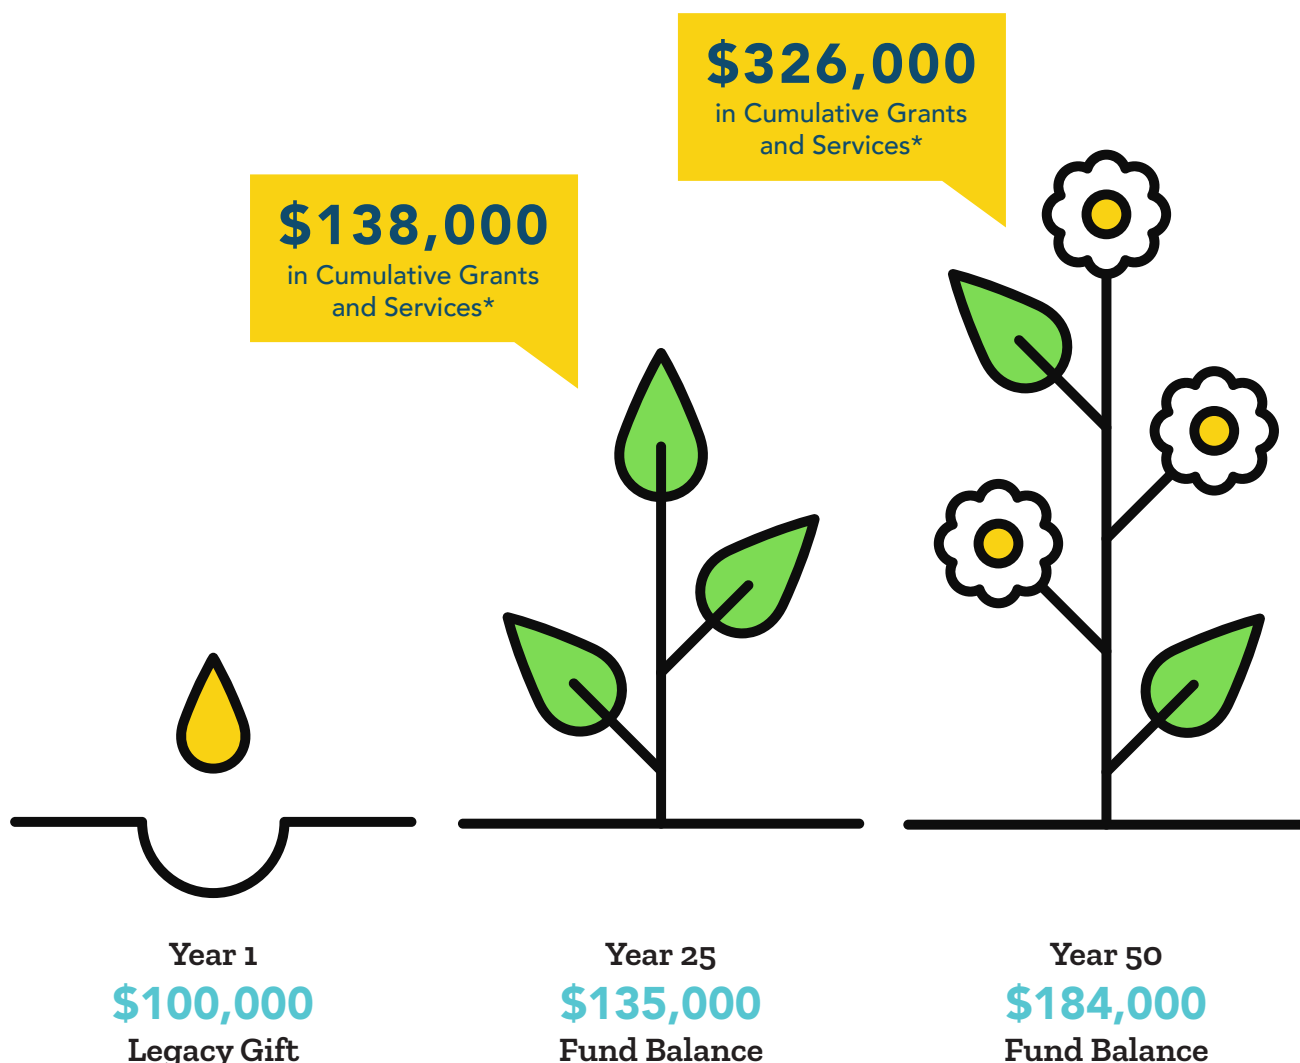 $326,000
in Cumulative Grants
and Services*
$138,000
in Cumulative Grants
and Services*
Year 1
$100,000
Legacy Gift
Year 25
$135,000
Fund Balance
Year 50
$184,000
Fund Balance